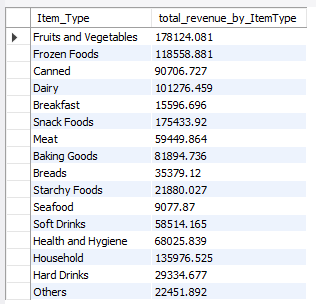 Item_Type total_revenue_by_ItemType
Fruits and Vegetables 178124.081
Frozen Foods 118558.881
Canned 90706.727
Dairy 101276.459
Breakfast 15596.696
Snack Foods 175433.92
Meat 59449.864
Baking Goods 81894.736
Breads 35379.12
Starchy Foods 21880.027
Seafood 9077.87
Soft Drinks 58514.165
Health and Hygiene 68025.839
Household 135976.525
Hard Drinks 29334.677
Others 22451.892